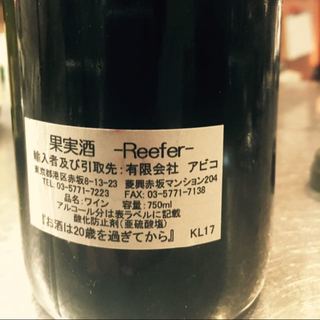 果実酒　-Reefer-
輸入者及び引取先：有限会社 アビコ
東京都港区赤坂8-13-23　菱興赤坂マンション204
TEL 03-5771-7223　FAX: 03-5771-7138
品名：ワイン　容量：750ml
アルコール分は表ラベルに記載
酸化防止剤（亜硫酸塩）
『お酒は20歳を過ぎてから』　KL17